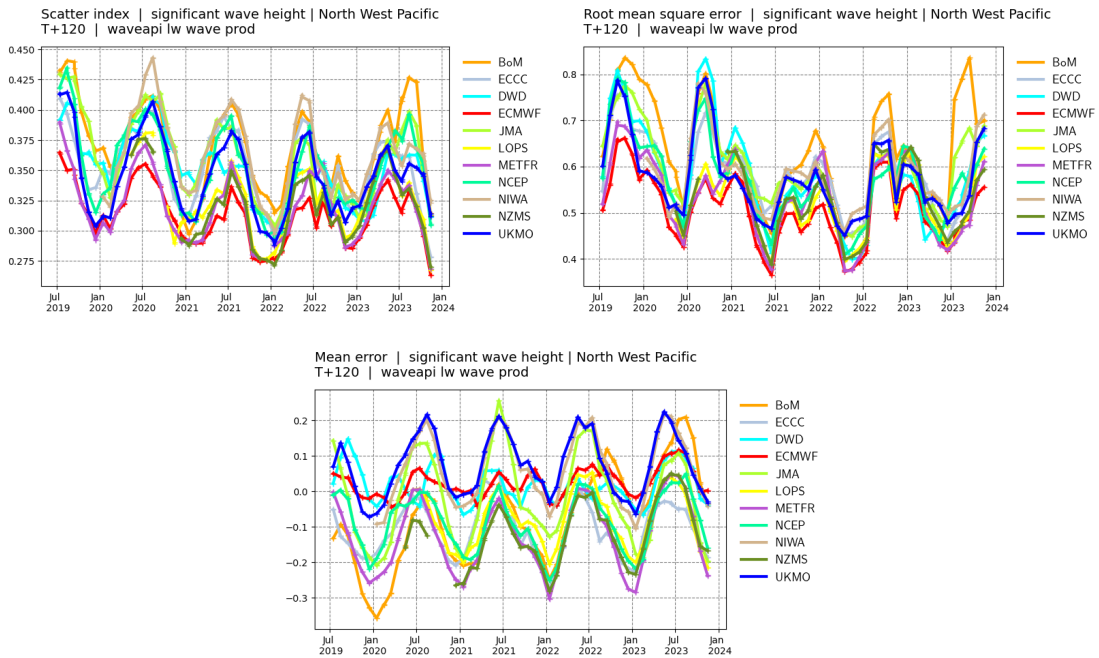 Scatter index | significant wave height | North West Pacific
T+120 | waveapi lw wave prod
0.450
0.425
0.400
0.375
0.350
0.325
0.300
0.275
Jul
2019
Jan
2020
Jul
2020
Jan
2021
Jul
2021
Jan
2022
Jul
2022
Jan
2023
Jul
2023
Jan
2024
BoM
ECCC
DWD
ECMWF
JMA
LOPS
METFR
NCEP
NIWA
NZMS
UKMO
Root mean square error | significant wave height | North West Pacific
T+120 | waveapi lw wave prod
0.8
0.7
0.6
0.5
0.4
Jul
2019
Jan
2020
Jul
2020
Jan
2021
Jul
2021
Jan
2022
Jul
2022
Jan
2023
Jul
2023
Jan
2024
BoM
ECCC
DWD
ECMWF
JMA
LOPS
METFR
NCEP
NIWA
NZMS
UKMO
Mean error | significant wave height | North West Pacific
T+120 | waveapi lw wave prod
0.2
0.1
0.0
−0.1
−0.2
−0.3
Jul
2019
Jan
2020
Jul
2020
Jan
2021
Jul
2021
Jan
2022
Jul
2022
Jan
2023
Jul
2023
Jan
2024
BoM
ECCC
DWD
ECMWF
JMA
LOPS
METFR
NCEP
NIWA
NZMS
UKMO